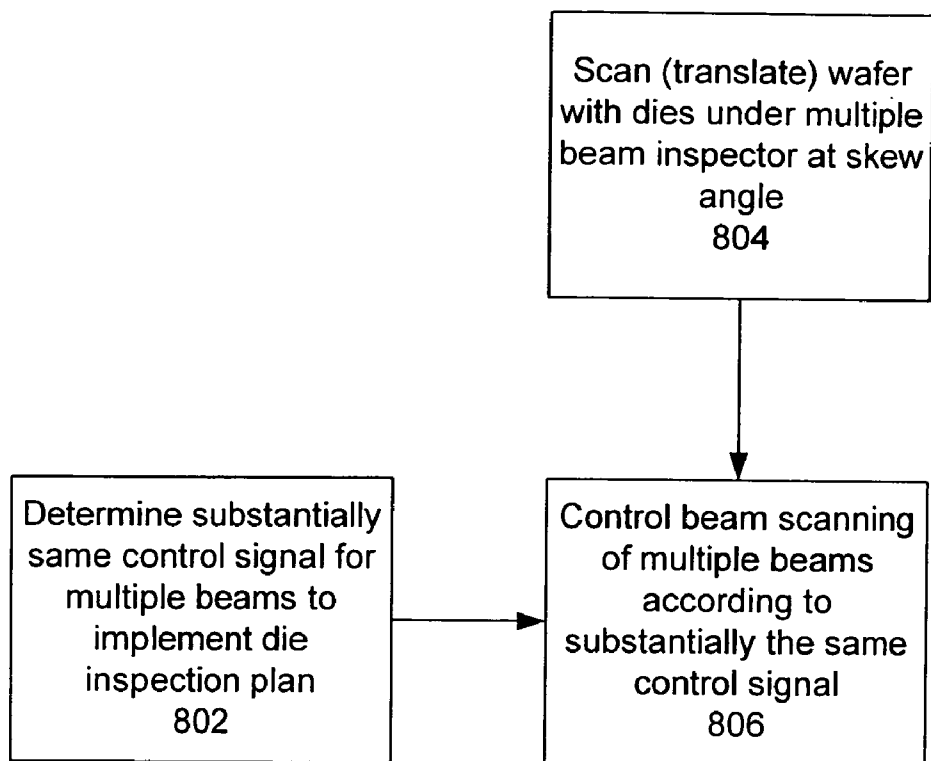 Scan (translate) wafer
with dies under multiple
beam inspector at skew
angle
804
Determine substantially
same control signal for
multiple beams to
implement die
inspection plan
802
Control beam scanning
of multiple beams
according to
substantially the same
control signal
806